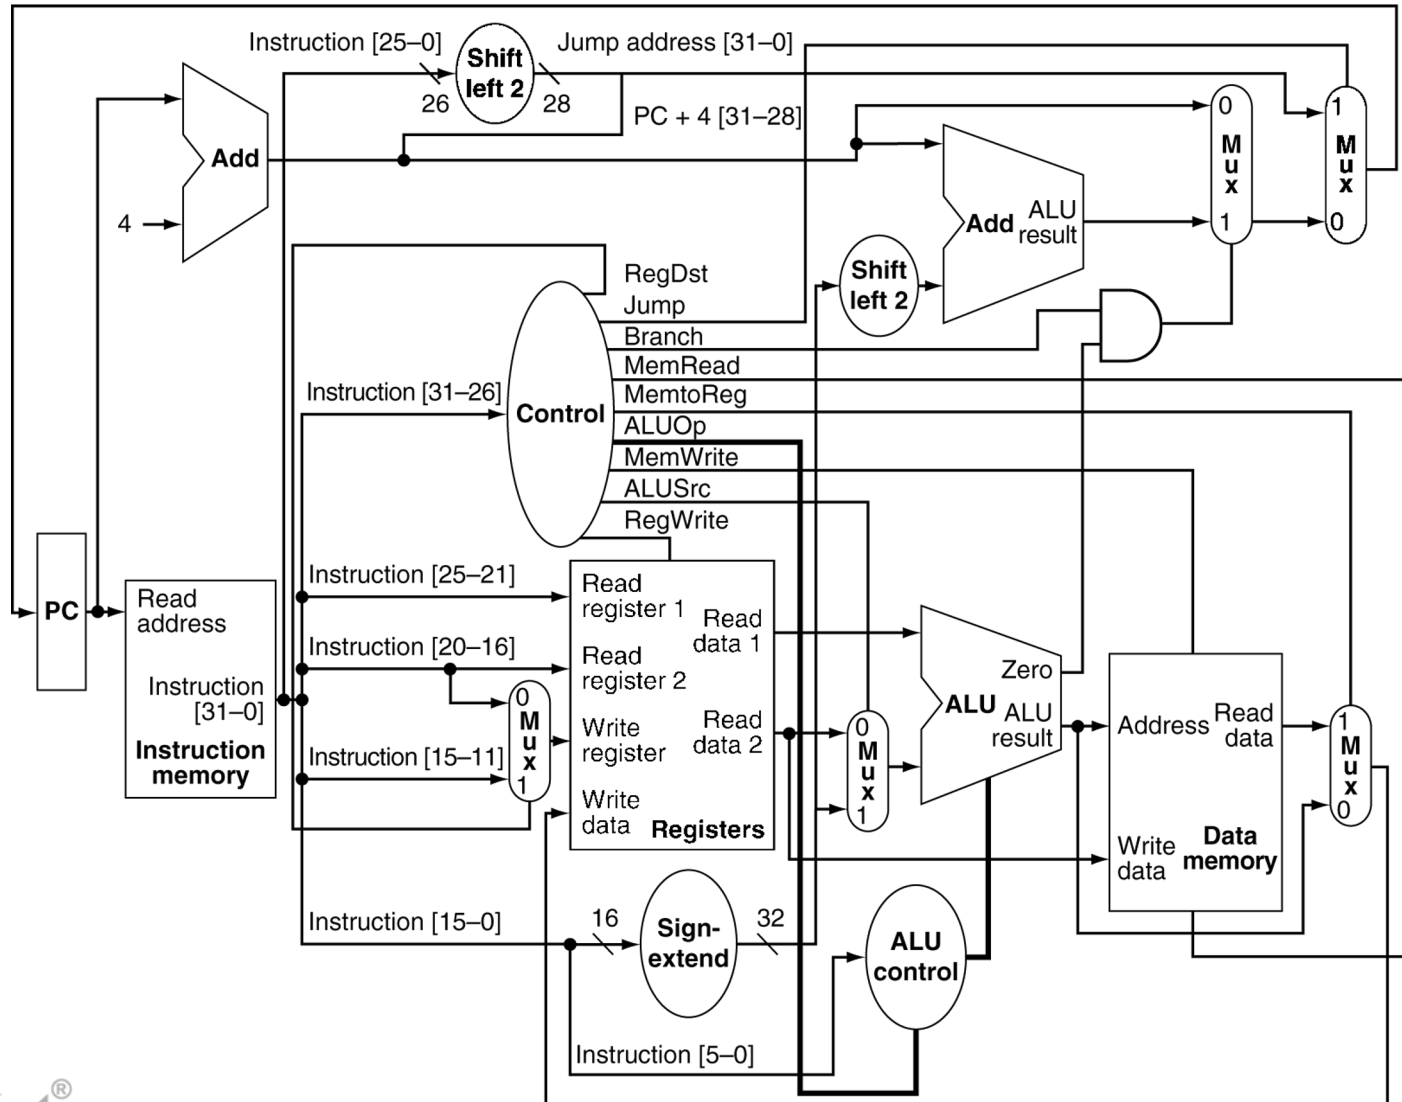 Instruction [25–0]
Shift
left 2
Jump address [31–0]
26
28
PC + 4 [31–28]
Add
4
0
M
u
x
1
1
M
u
x
0
Add
ALU
result
Shift
left 2
RegDst
Jump
Branch
MemRead
MemtoReg
ALUOp
MemWrite
ALUSrc
RegWrite
Instruction [31–26]
Control
PC
Read
address
Instruction
[31–0]
Instruction
memory
Instruction [25–21]
Instruction [20–16]
Instruction [15–11]
0
M
u
x
1
Read
register 1
Read
register 2
Write
register
Write
data
Read
data 1
Read
data 2
Registers
0
M
u
x
1
Zero
ALU
ALU
result
Address
Read
data
Write
data
Data
memory
1
M
u
x
0
Instruction [15–0]
16
Sign-
extend
32
ALU
control
Instruction [5–0]
®